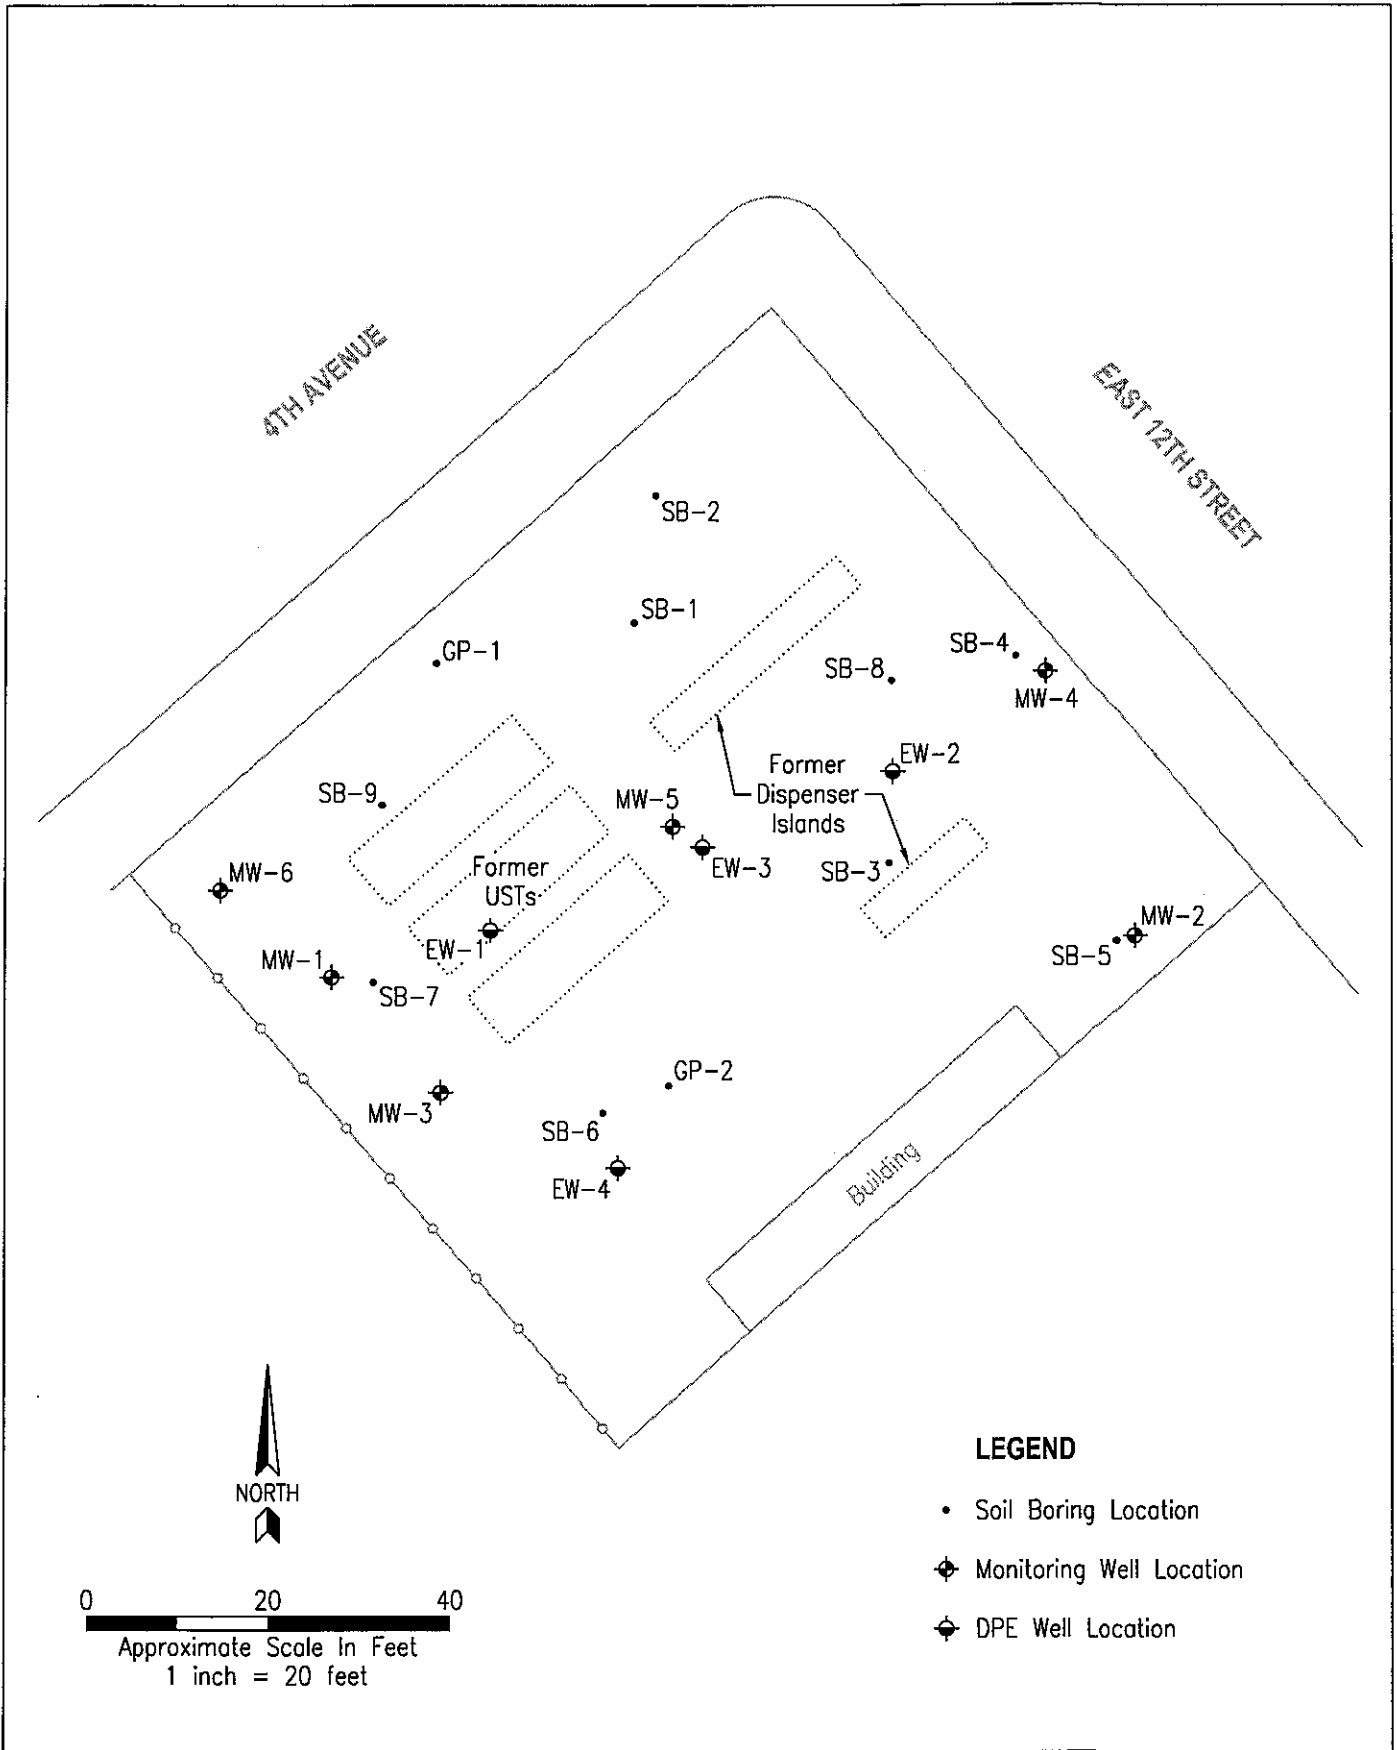 4TH AVENUE
EAST 12TH STREET
SB-2
SB-1
GP-1
SB-4
SB-8
MW-4
EW-2
Former
Dispenser
Islands
SB-9
MW-5
EW-3
SB-3
MW-6
Former
USTs
EW-1
MW-2
SB-5
MW-1
SB-7
GP-2
MW-3
SB-6
EW-4
Building
NORTH
0 20 40
Approximate Scale In Feet
1 inch = 20 feet
LEGEND
Soil Boring Location
Monitoring Well Location
DPE Well Location